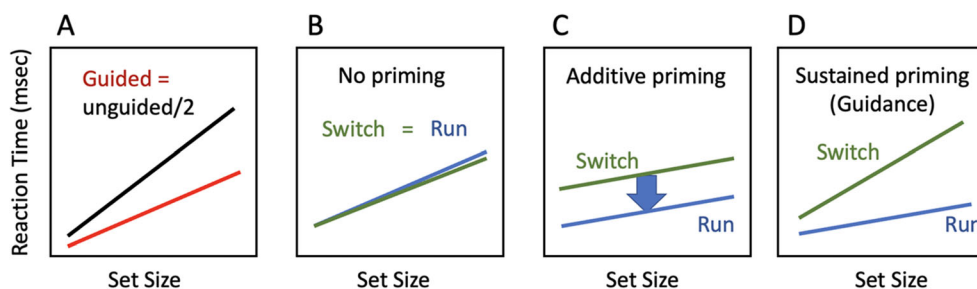 A
B
C
D
Reaction Time (msec)
Guided =
unguided/2
No priming
Switch = Run
Additive priming
Switch
Run
Sustained priming
(Guidance)
Switch
Run
Set Size
Set Size
Set Size
Set Size